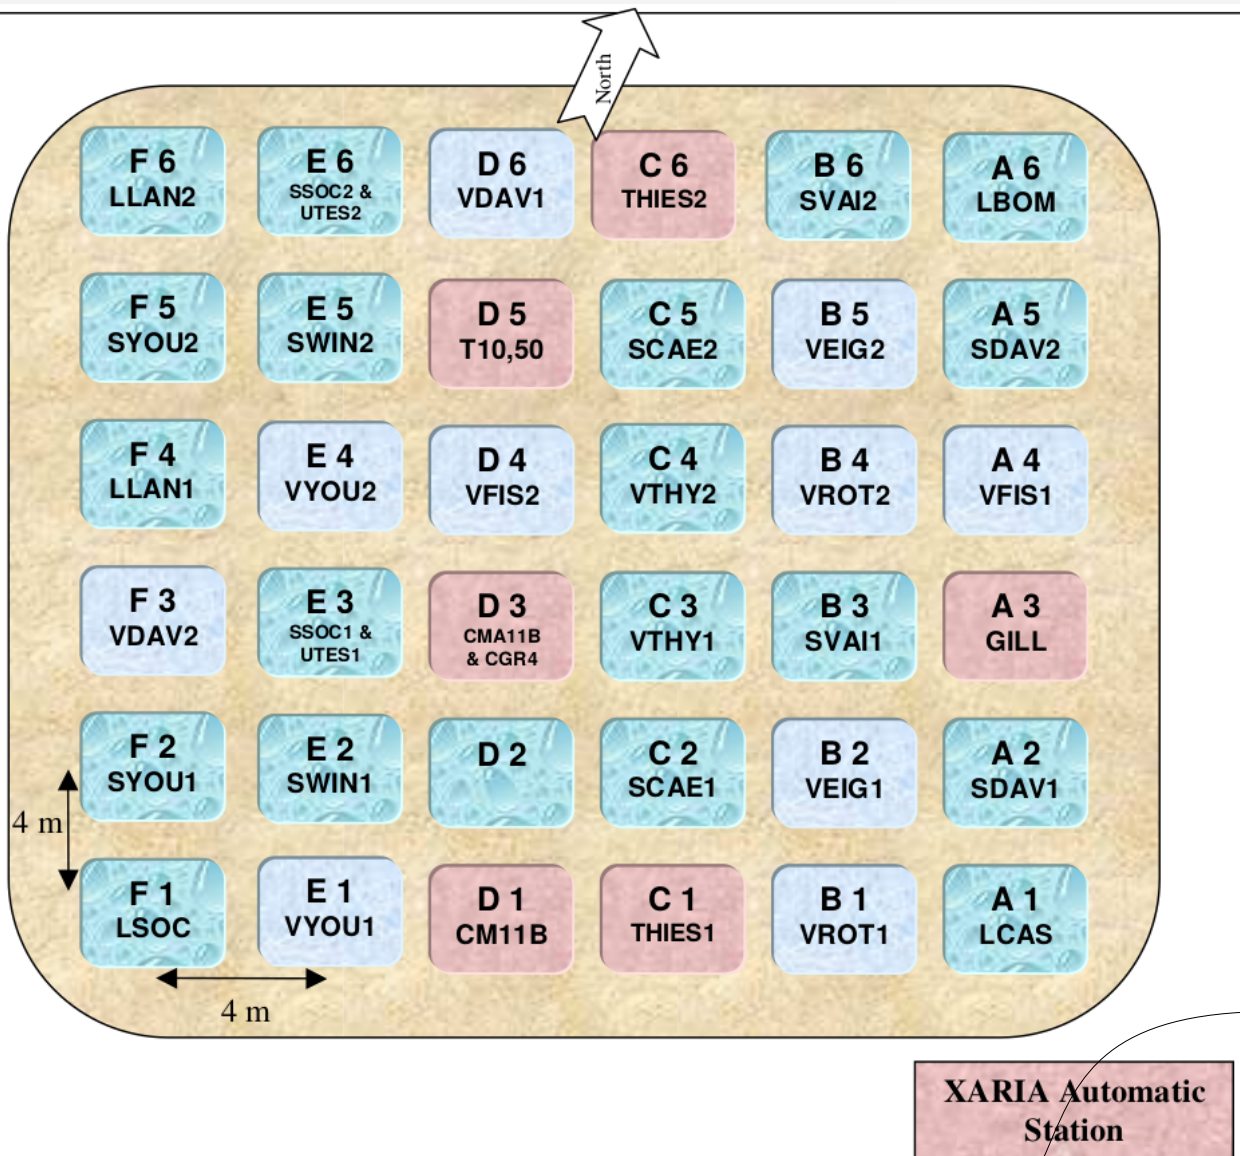 North
F 6
LLAN2
E 6
SSOC2 &
UTES2
D 6
VDAV1
C 6
THIES2
B 6
SVAI2
A 6
LBOM
F 5
SYOU2
E 5
SWIN2
D 5
T10,50
C 5
SCAE2
B 5
VEIG2
A 5
SDAV2
F 4
LLAN1
E 4
VYOU2
D 4
VFIS2
C 4
VTHY2
B 4
VROT2
A 4
VFIS1
F 3
VDAV2
E 3
SSOC1 &
UTES1
D 3
CMA11B
& CGR4
C 3
VTHY1
B 3
SVAI1
A 3
GILL
F 2
SYOU1
E 2
SWIN1
D 2
C 2
SCAE1
B 2
VEIG1
A 2
SDAV1
4 m
F 1
LSOC
E 1
VYOU1
D 1
CM11B
C 1
THIES1
B 1
VROT1
A 1
LCAS
4 m
XARIA Automatic
Station